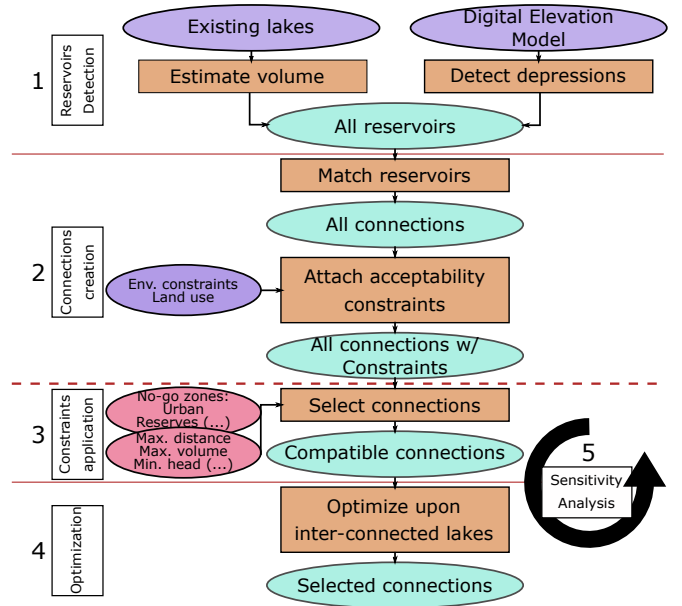 Existing lakes
Digital Elevation
Model
1
Reservoirs
Detection
Estimate volume
Detect depressions
All reservoirs
Match reservoirs
All connections
2
Connections
creation
Env. constraints
Land use
Attach acceptability
constraints
All connections w/
Constraints
3
Constraints
application
No-go zones:
Urban
Reserves (...)
Max. distance
Max. volume
Min. head (...)
Select connections
Compatible connections
5
Sensitivity
Analysis
4
Optimization
Optimize upon
inter-connected lakes
Selected connections